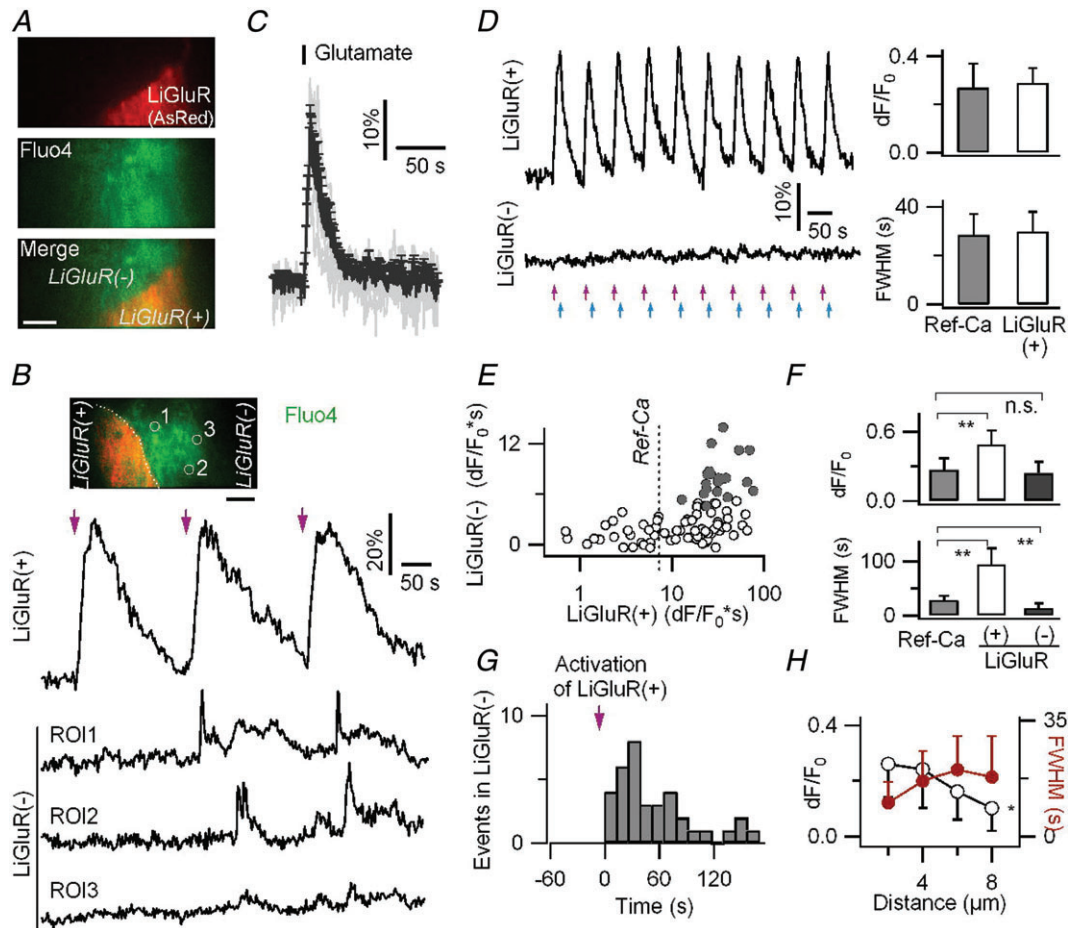 A
LiGluR
(AsRed)
Fluo4
Merge
LiGluR(-)
LiGluR(+)
B
LiGluR(+)
1
3
2
LiGluR(-)
Fluo4
LiGluR(+)
20%
50 s
ROI1
ROI2
ROI3
LiGluR(-)
C
Glutamate
10%
50 s
D
LiGluR(+)
LiGluR(-)
10%
50 s
0.4
dF/F0
0.0
40
FWHM (s)
0
Ref-Ca
LiGluR
(+)
E
Ref-Ca
LiGluR(-) (dF/F0*s)
12
0
1
10
100
LiGluR(+) (dF/F0*s)
F
n.s.
**
0.6
dF/F0
0.0
**
**
100
FWHM (s)
0
Ref-Ca
(+)
(-)
LiGluR
G
Activation
of LiGluR(+)
Events in LiGluR(-)
10
0
-60
0
60
120
Time (s)
H
0.4
dF/F0
0.0
35
FWHM (s)
0
*
4
8
Distance (µm)